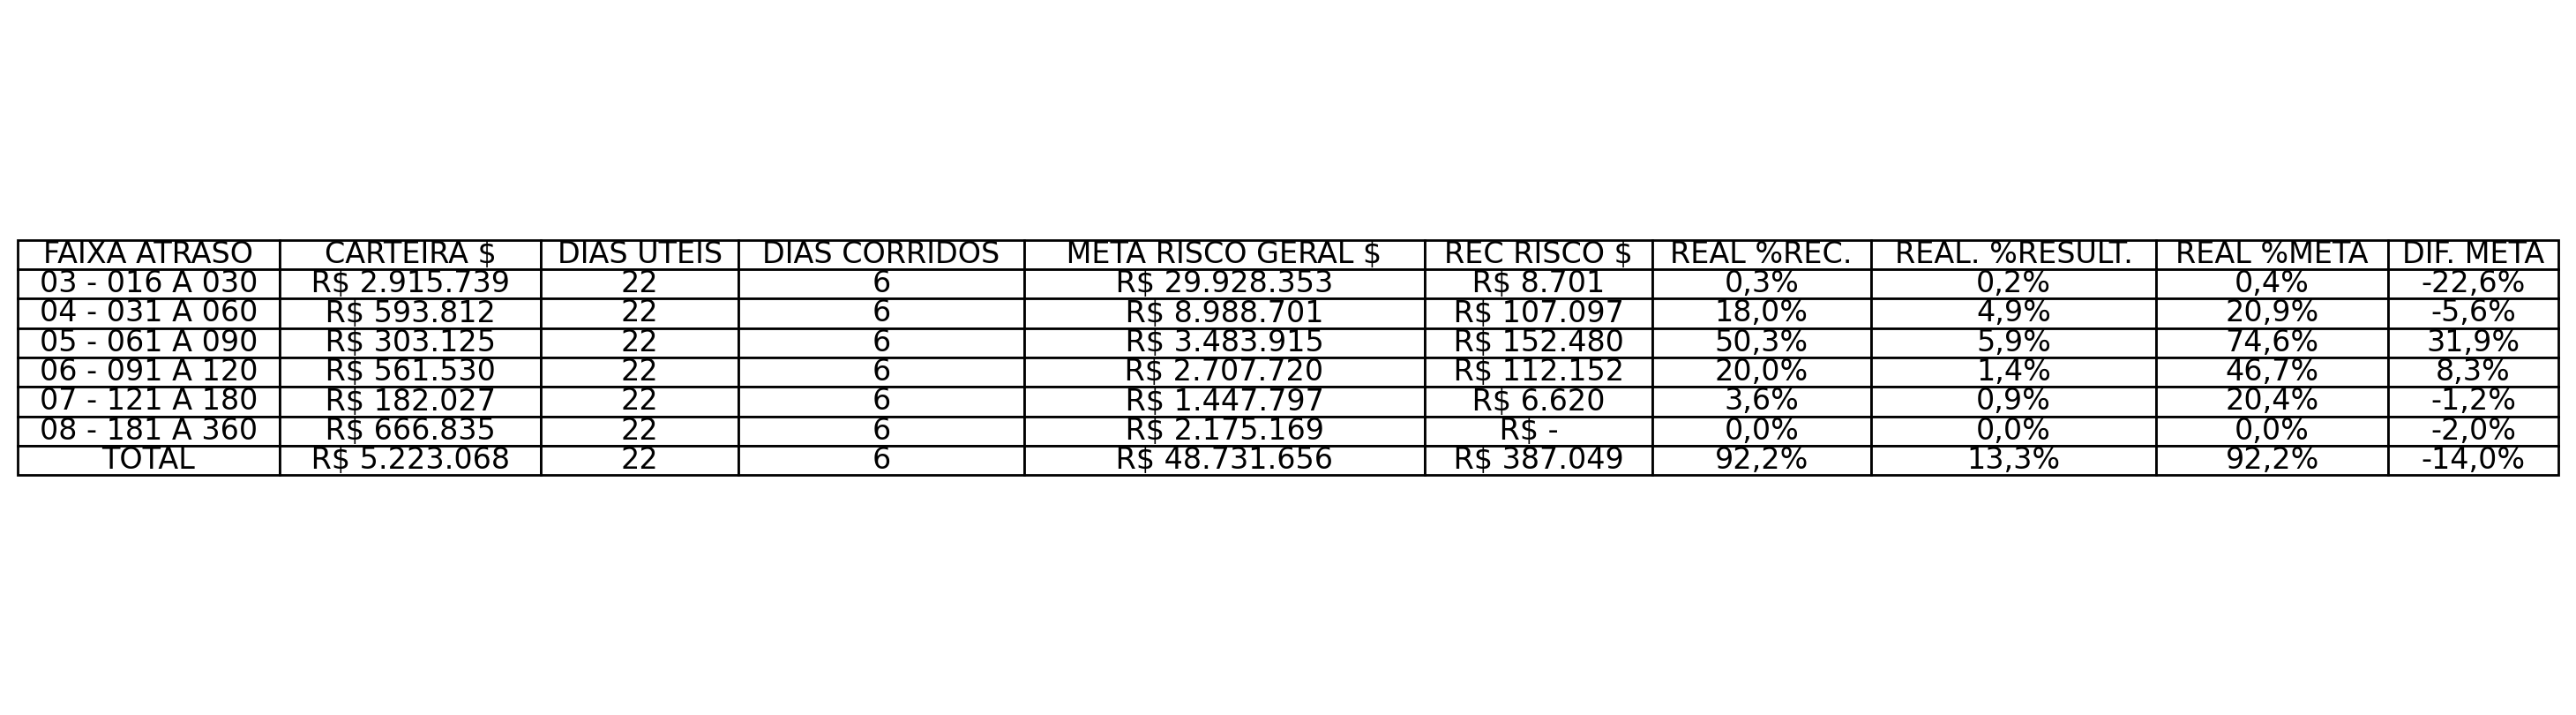 FAIXA ATRASO CARTEIRA $ DIAS UTEIS DIAS CORRIDOS META RISCO GERAL $ REC RISCO $ REAL %REC. REAL. %RESULT. REAL %META DIF. META
03 - 016 A 030 R$ 2.915.739 22 6 R$ 29.928.353 R$ 8.701 0,3% 0,2% 0,4% -22,6%
04 - 031 A 060 R$ 593.812 22 6 R$ 8.988.701 R$ 107.097 18,0% 4,9% 20,9% -5,6%
05 - 061 A 090 R$ 303.125 22 6 R$ 3.483.915 R$ 152.480 50,3% 5,9% 74,6% 31,9%
06 - 091 A 120 R$ 561.530 22 6 R$ 2.707.720 R$ 112.152 20,0% 1,4% 46,7% 8,3%
07 - 121 A 180 R$ 182.027 22 6 R$ 1.447.797 R$ 6.620 3,6% 0,9% 20,4% -1,2%
08 - 181 A 360 R$ 666.835 22 6 R$ 2.175.169 R$ - 0,0% 0,0% 0,0% -2,0%
TOTAL R$ 5.223.068 22 6 R$ 48.731.656 R$ 387.049 92,2% 13,3% 92,2% -14,0%